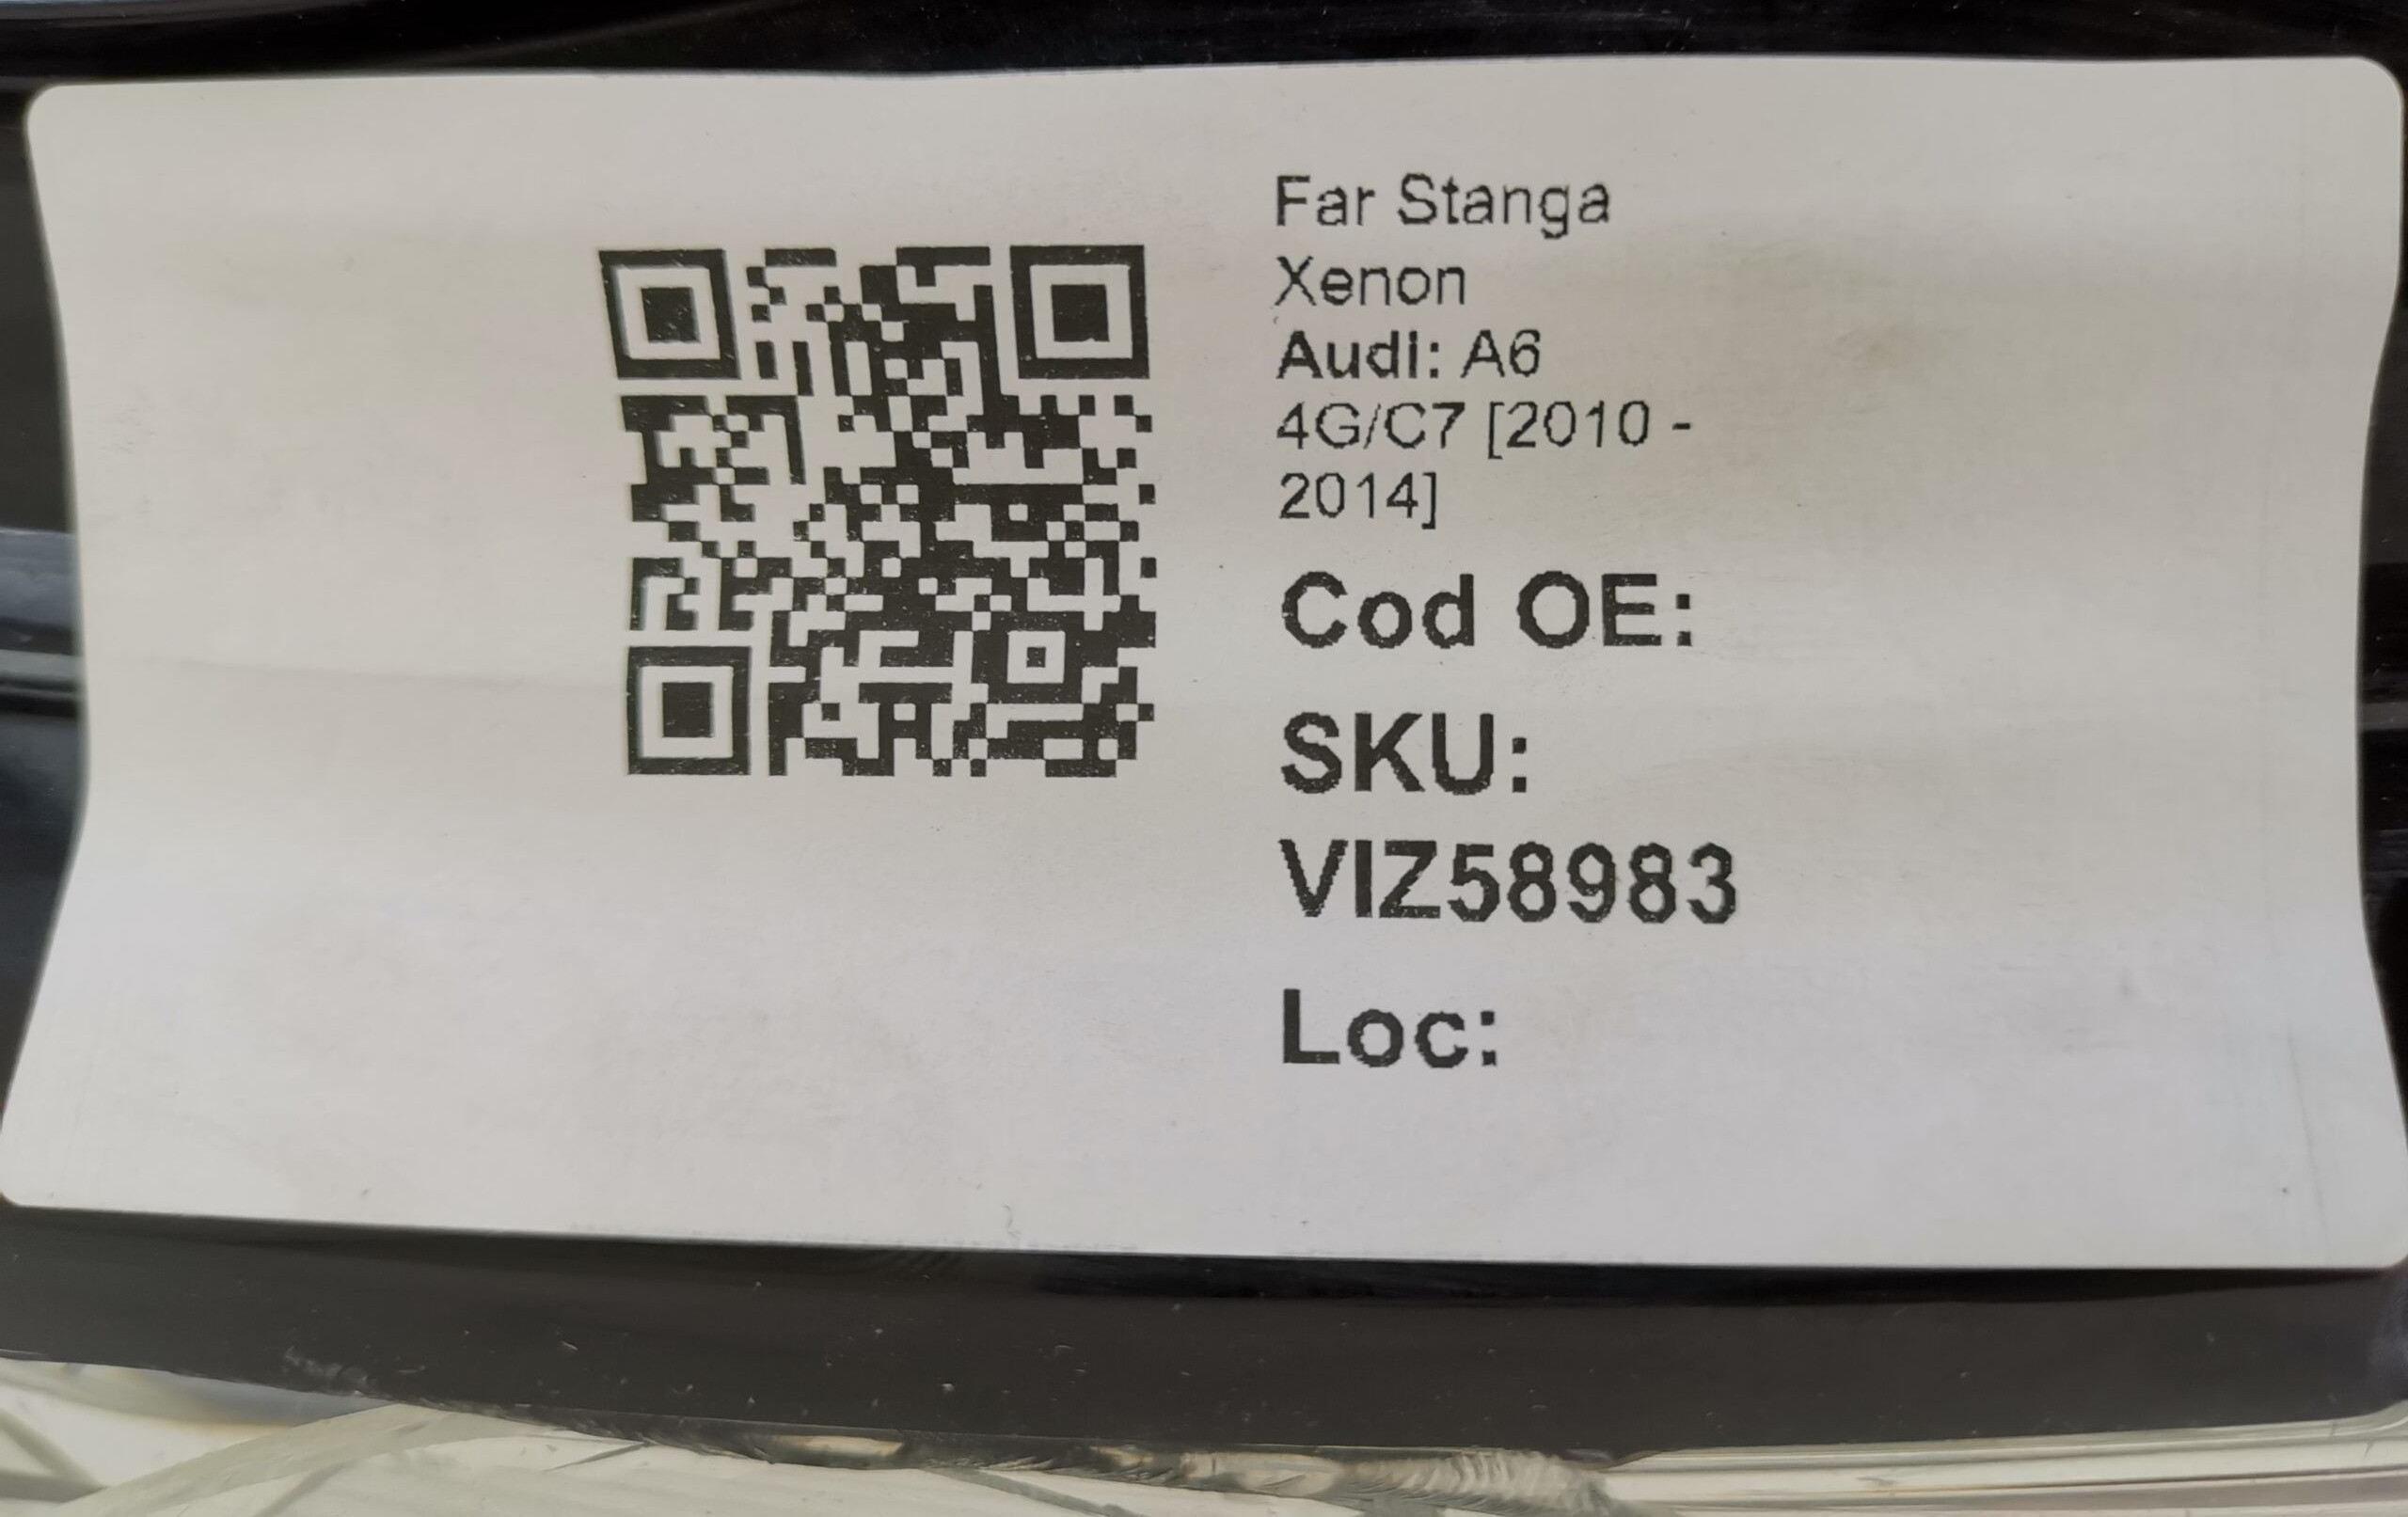 Far Stanga
Xenon
Audi: A6
4G/C7 [2010 -
2014]
Cod OE:
SKU:
VIZ58983
Loc: